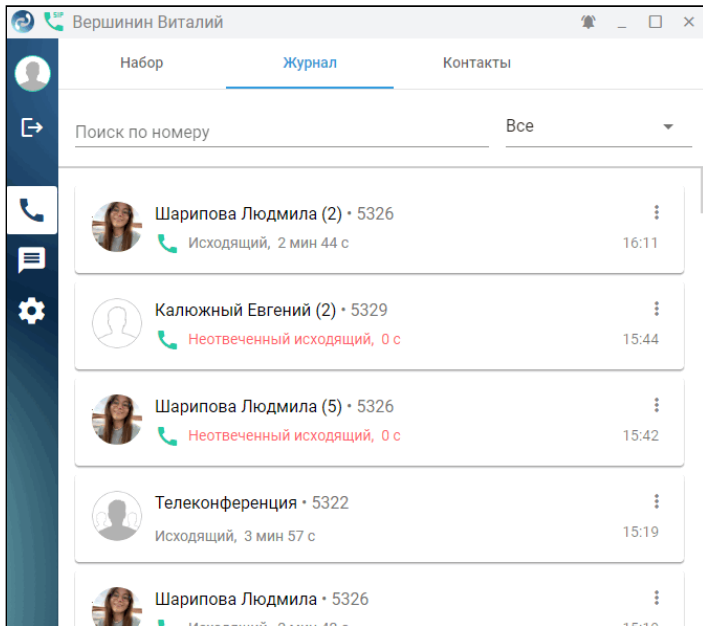 Вершинин Виталий
Набор Журнал Контакты
Поиск по номеру Все
Шарипова Людмила (2) • 5326
Исходящий, 2 мин 44 с 16:11
Калюжный Евгений (2) • 5329
Неотвеченный исходящий, 0 с 15:44
Шарипова Людмила (5) • 5326
Неотвеченный исходящий, 0 с 15:42
Телеконференция • 5322
Исходящий, 3 мин 57 с 15:19
Шарипова Людмила • 5326